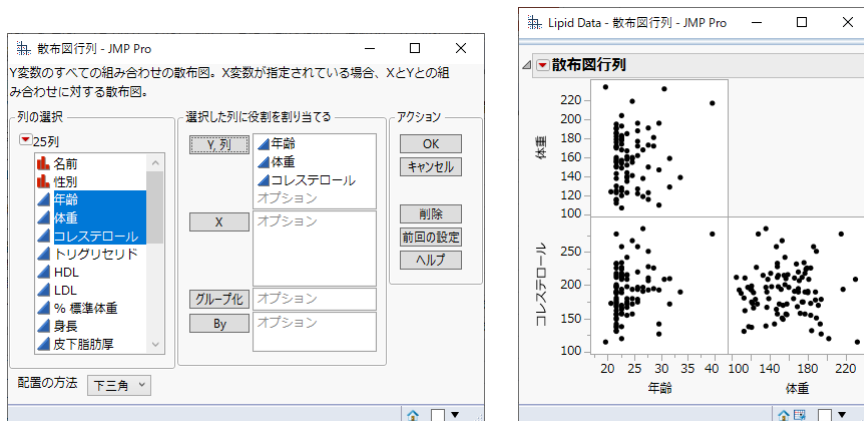 散布図行列 - JMP Pro
Y変数のすべての組み合わせの散布図。X変数が指定されている場合、XとYとの組
み合わせに対する散布図。
列の選択
25列
名前
性別
年齢
体重
コレステロール
トリグリセリド
HDL
LDL
% 標準体重
身長
皮下脂肪厚
配置の方法 下三角
選択した列に役割を割り当てる
Y, 列
年齢
体重
コレステロール
オプション
X
オプション
グループ化
オプション
By
オプション
アクション
OK
キャンセル
削除
前回の設定
ヘルプ
Lipid Data - 散布図行列 - JMP Pro
散布図行列
体重
220
200
180
160
140
120
100
コレステロール
250
200
150
100
20 25 30 35 40 100 140 180 220
年齢 体重